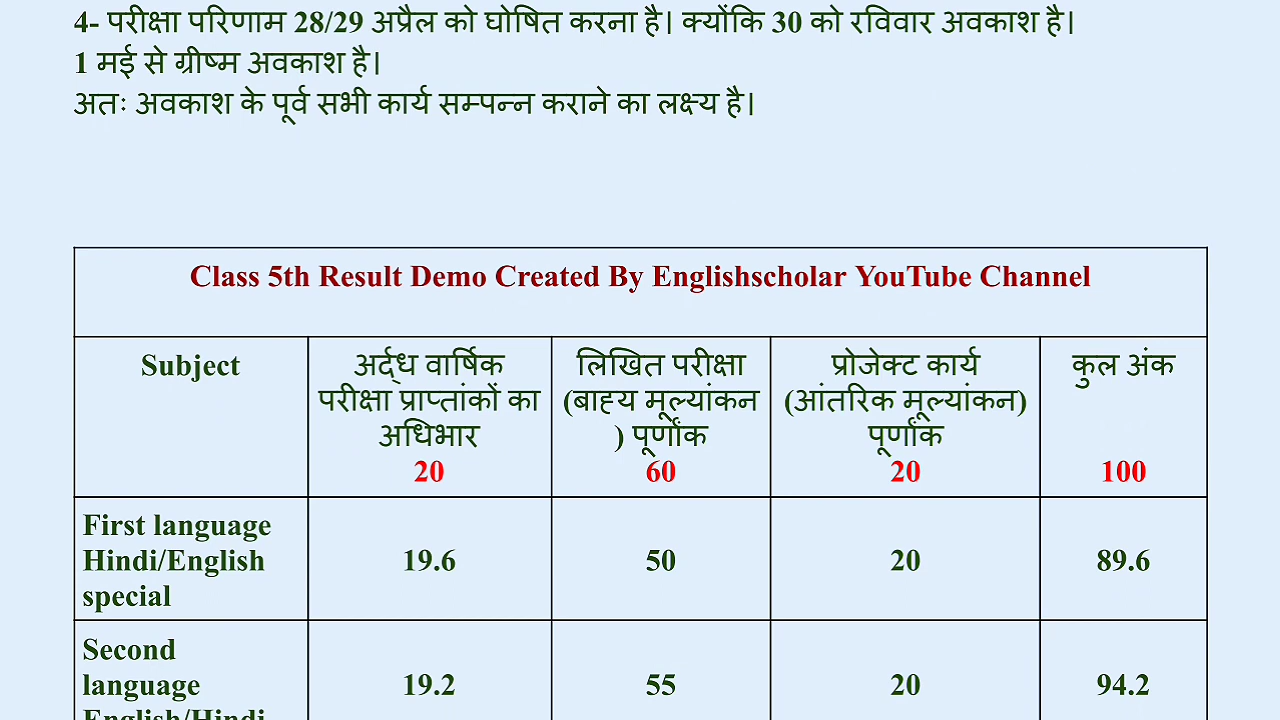 4- परीक्षा परिणाम 28/29 अप्रैल को घोषित करना है। क्योंकि 30 को रविवार अवकाश है।
1 मई से ग्रीष्म अवकाश है।
अतः अवकाश के पूर्व सभी कार्य सम्पन्न कराने का लक्ष्य है।
Class 5th Result Demo Created By Englishscholar YouTube Channel
Subject
अर्द्ध वार्षिक
परीक्षा प्राप्तांकों का
अधिभार
20
लिखित परीक्षा
(बाह्य मूल्यांकन
) पूर्णांक
60
प्रोजेक्ट कार्य
(आंतरिक मूल्यांकन)
पूर्णांक
20
कुल अंक
100
First language
Hindi/English
special
19.6
50
20
89.6
Second
language
English/Hindi
19.2
55
20
94.2